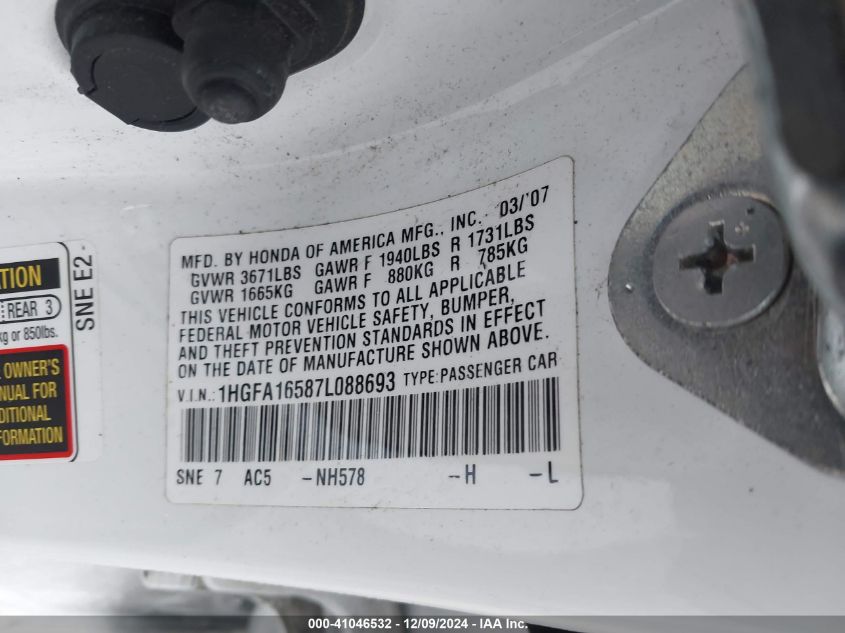 MFD. BY HONDA OF AMERICA MFG., INC. 03/'07
GVWR 3671LBS GAWR F 1940LBS R 1731LBS
GVWR 1665KG GAWR F 880KG R 785KG
THIS VEHICLE CONFORMS TO ALL APPLICABLE
FEDERAL MOTOR VEHICLE SAFETY, BUMPER,
AND THEFT PREVENTION STANDARDS IN EFFECT
ON THE DATE OF MANUFACTURE SHOWN ABOVE.
V.I.N.: 1HGFA16587L088693 TYPE:PASSENGER CAR
SNE 7 AC5 -NH578 -H -L
ATION
REAR 3
kg or 850lbs.
OWNER'S
NUAL FOR
DITIONAL
FORMATION
SNE E2
000-41046532 - 12/09/2024 - IAA Inc.